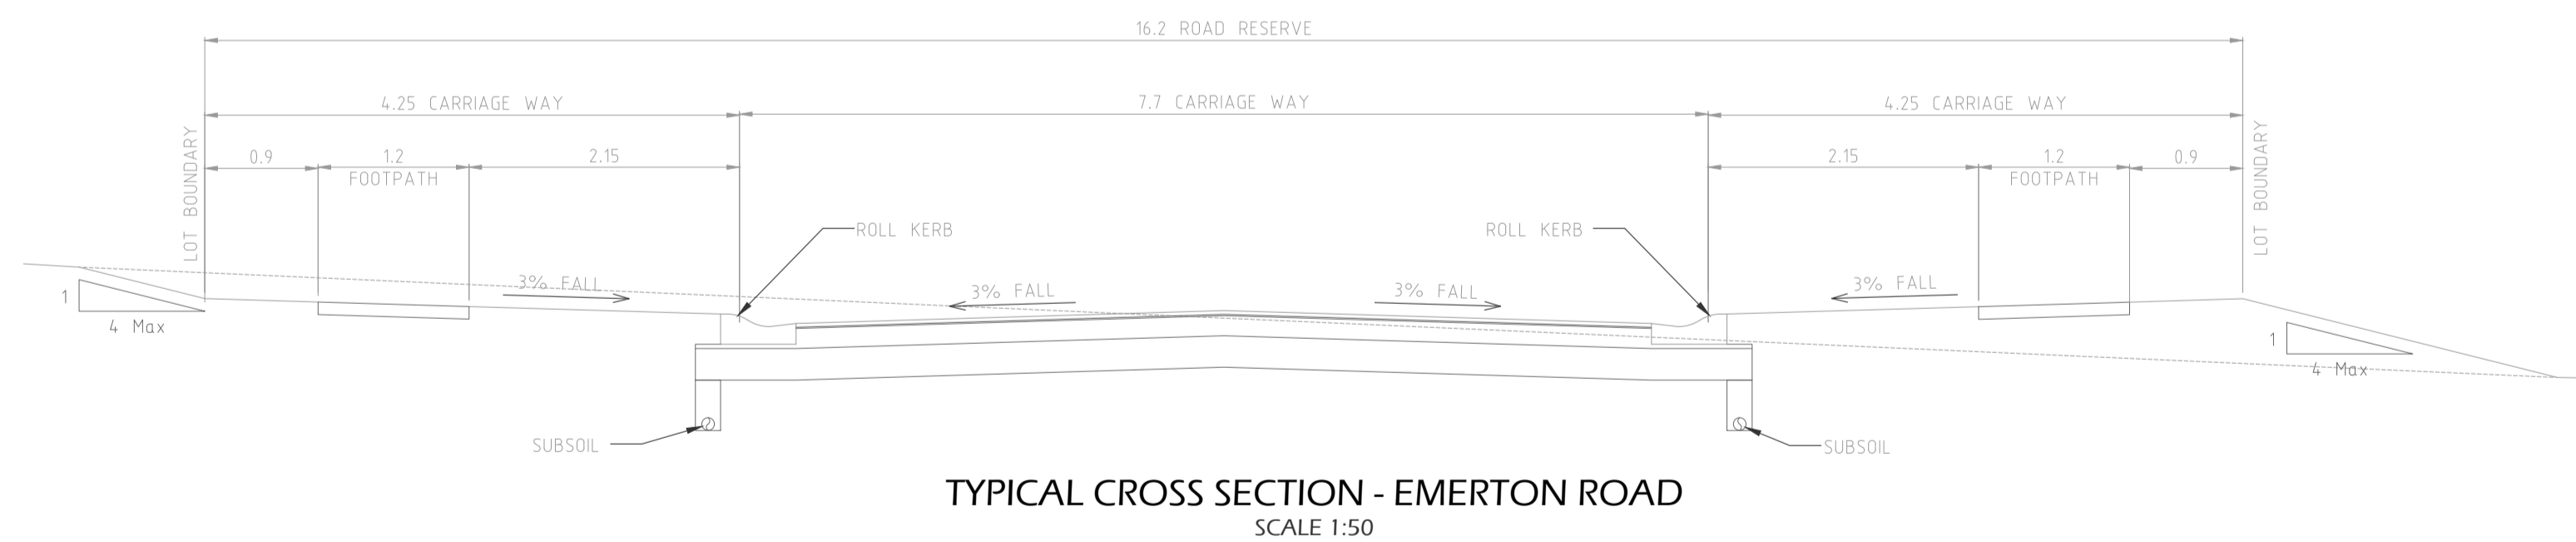 16.2 ROAD RESERVE
4.25 CARRIAGE WAY
7.7 CARRIAGE WAY
4.25 CARRIAGE WAY
LOT BOUNDARY
0.9
1.2
FOOTPATH
2.15
2.15
1.2
FOOTPATH
0.9
LOT BOUNDARY
ROLL KERB
ROLL KERB
3% FALL
3% FALL
3% FALL
3% FALL
1
4 Max
1
4 Max
SUBSOIL
SUBSOIL
TYPICAL CROSS SECTION - EMERTON ROAD
SCALE 1:50